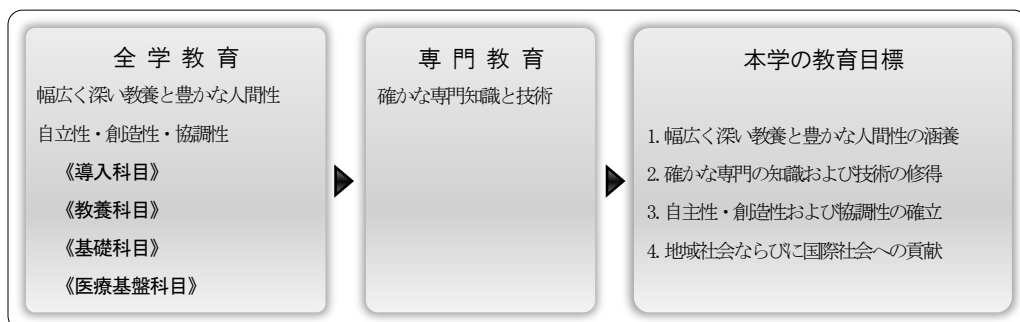 全 学 教 育
幅広く深い教養と豊かな人間性
自立性・創造性・協調性
《導入科目》
《教養科目》
《基礎科目》
《医療基盤科目》
専 門 教 育
確かな専門知識と技術
本学の教育目標
1. 幅広く深い教養と豊かな人間性の涵養
2. 確かな専門の知識および技術の修得
3. 自主性・創造性および協調性の確立
4. 地域社会ならびに国際社会への貢献